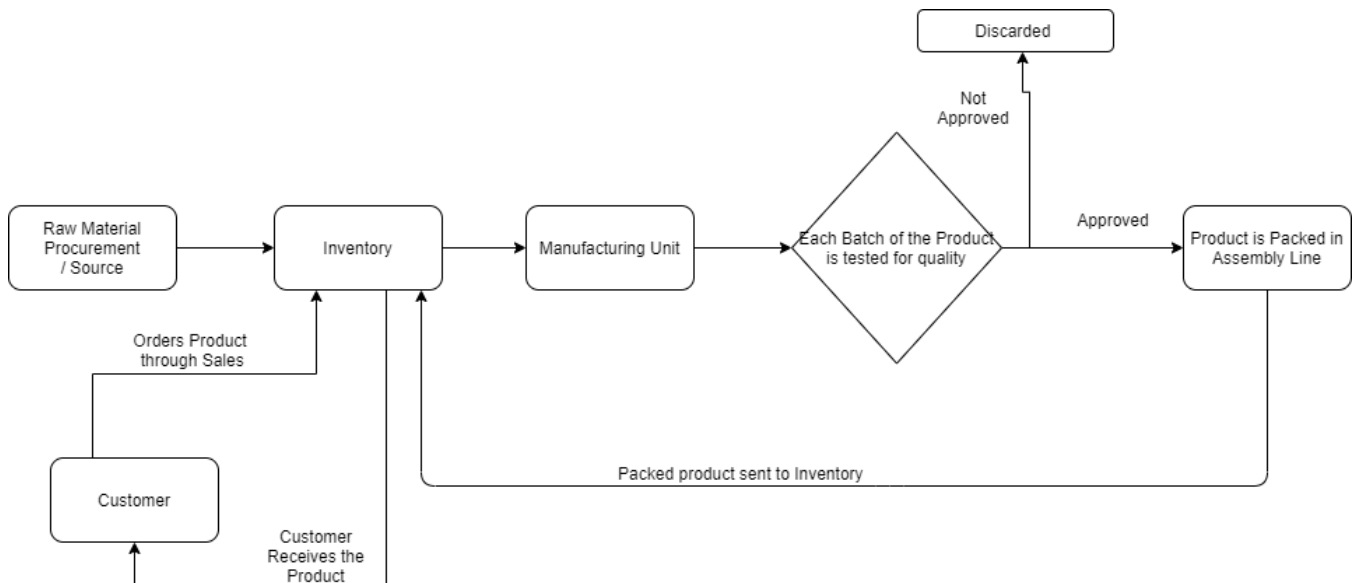 Discarded
Not
Approved
Raw Material
Procurement
/ Source
Inventory
Manufacturing Unit
Each Batch of the Product
is tested for quality
Approved
Product is Packed in
Assembly Line
Orders Product
through Sales
Packed product sent to Inventory
Customer
Customer
Receives the
Product